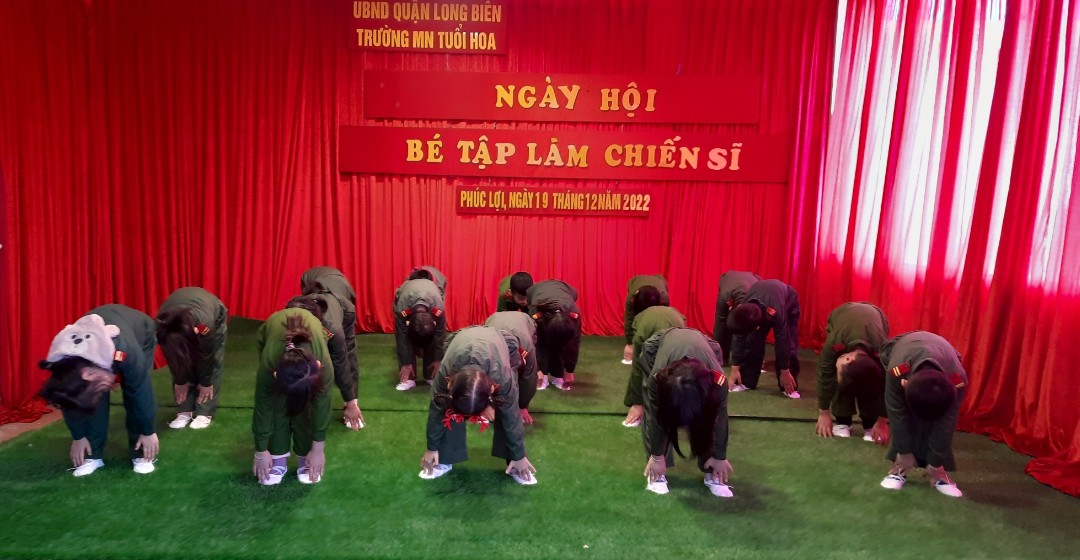 UBND QUẬN LONG BIÊN
TRƯỜNG MN TUỔI HOA
NGÀY HỘI
BÉ TẬP LÀM CHIẾN SĨ
PHÚC LỢI, NGÀY 19 THÁNG 12 NĂM 2022